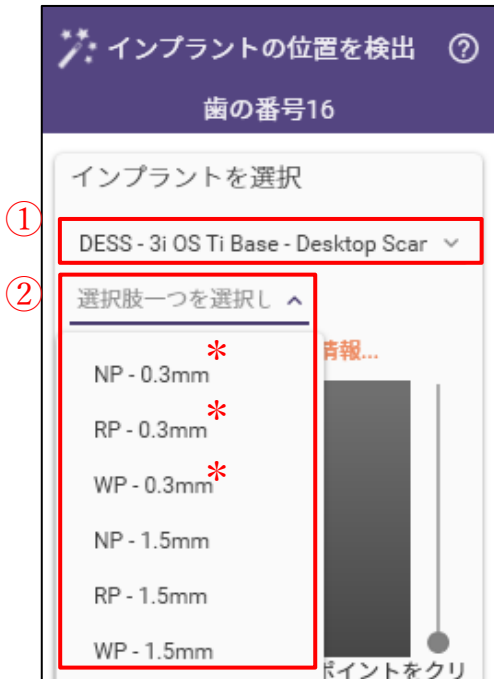 インプラントの位置を検出 ?
歯の番号16
インプラントを選択
① DESS - 3i OS Ti Base - Desktop Scar
② 選択肢一つを選択し
情報...
NP - 0.3mm*
RP - 0.3mm*
WP - 0.3mm*
NP - 1.5mm
RP - 1.5mm
WP - 1.5mm
ポイントをクリ